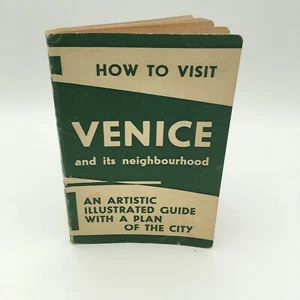 HOW TO VISIT
VENICE
and its neighbourhood
AN ARTISTIC
ILLUSTRATED GUIDE
WITH A PLAN
OF THE CITY